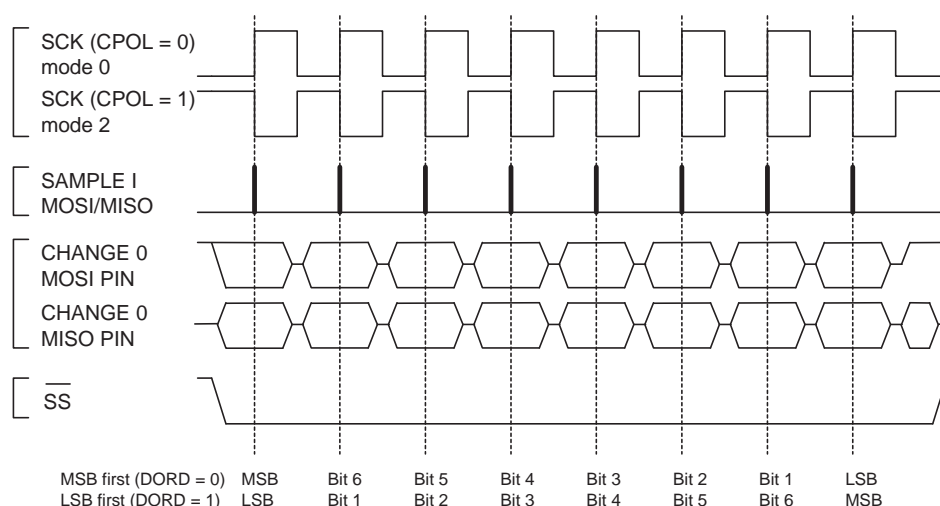 SCK (CPOL = 0)
mode 0
SCK (CPOL = 1)
mode 2
SAMPLE I
MOSI/MISO
CHANGE 0
MOSI PIN
CHANGE 0
MISO PIN
SS
MSB first (DORD = 0) MSB Bit 6 Bit 5 Bit 4 Bit 3 Bit 2 Bit 1 LSB
LSB first (DORD = 1) LSB Bit 1 Bit 2 Bit 3 Bit 4 Bit 5 Bit 6 MSB